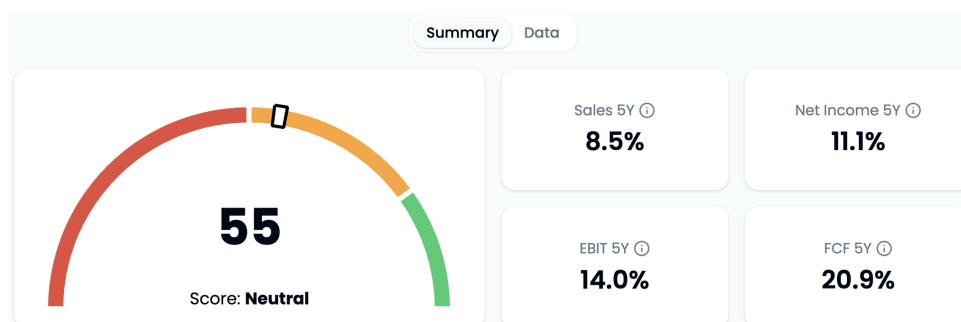 Summary
Data
55
Score: Neutral
Sales 5Y
8.5%
Net Income 5Y
11.1%
EBIT 5Y
14.0%
FCF 5Y
20.9%